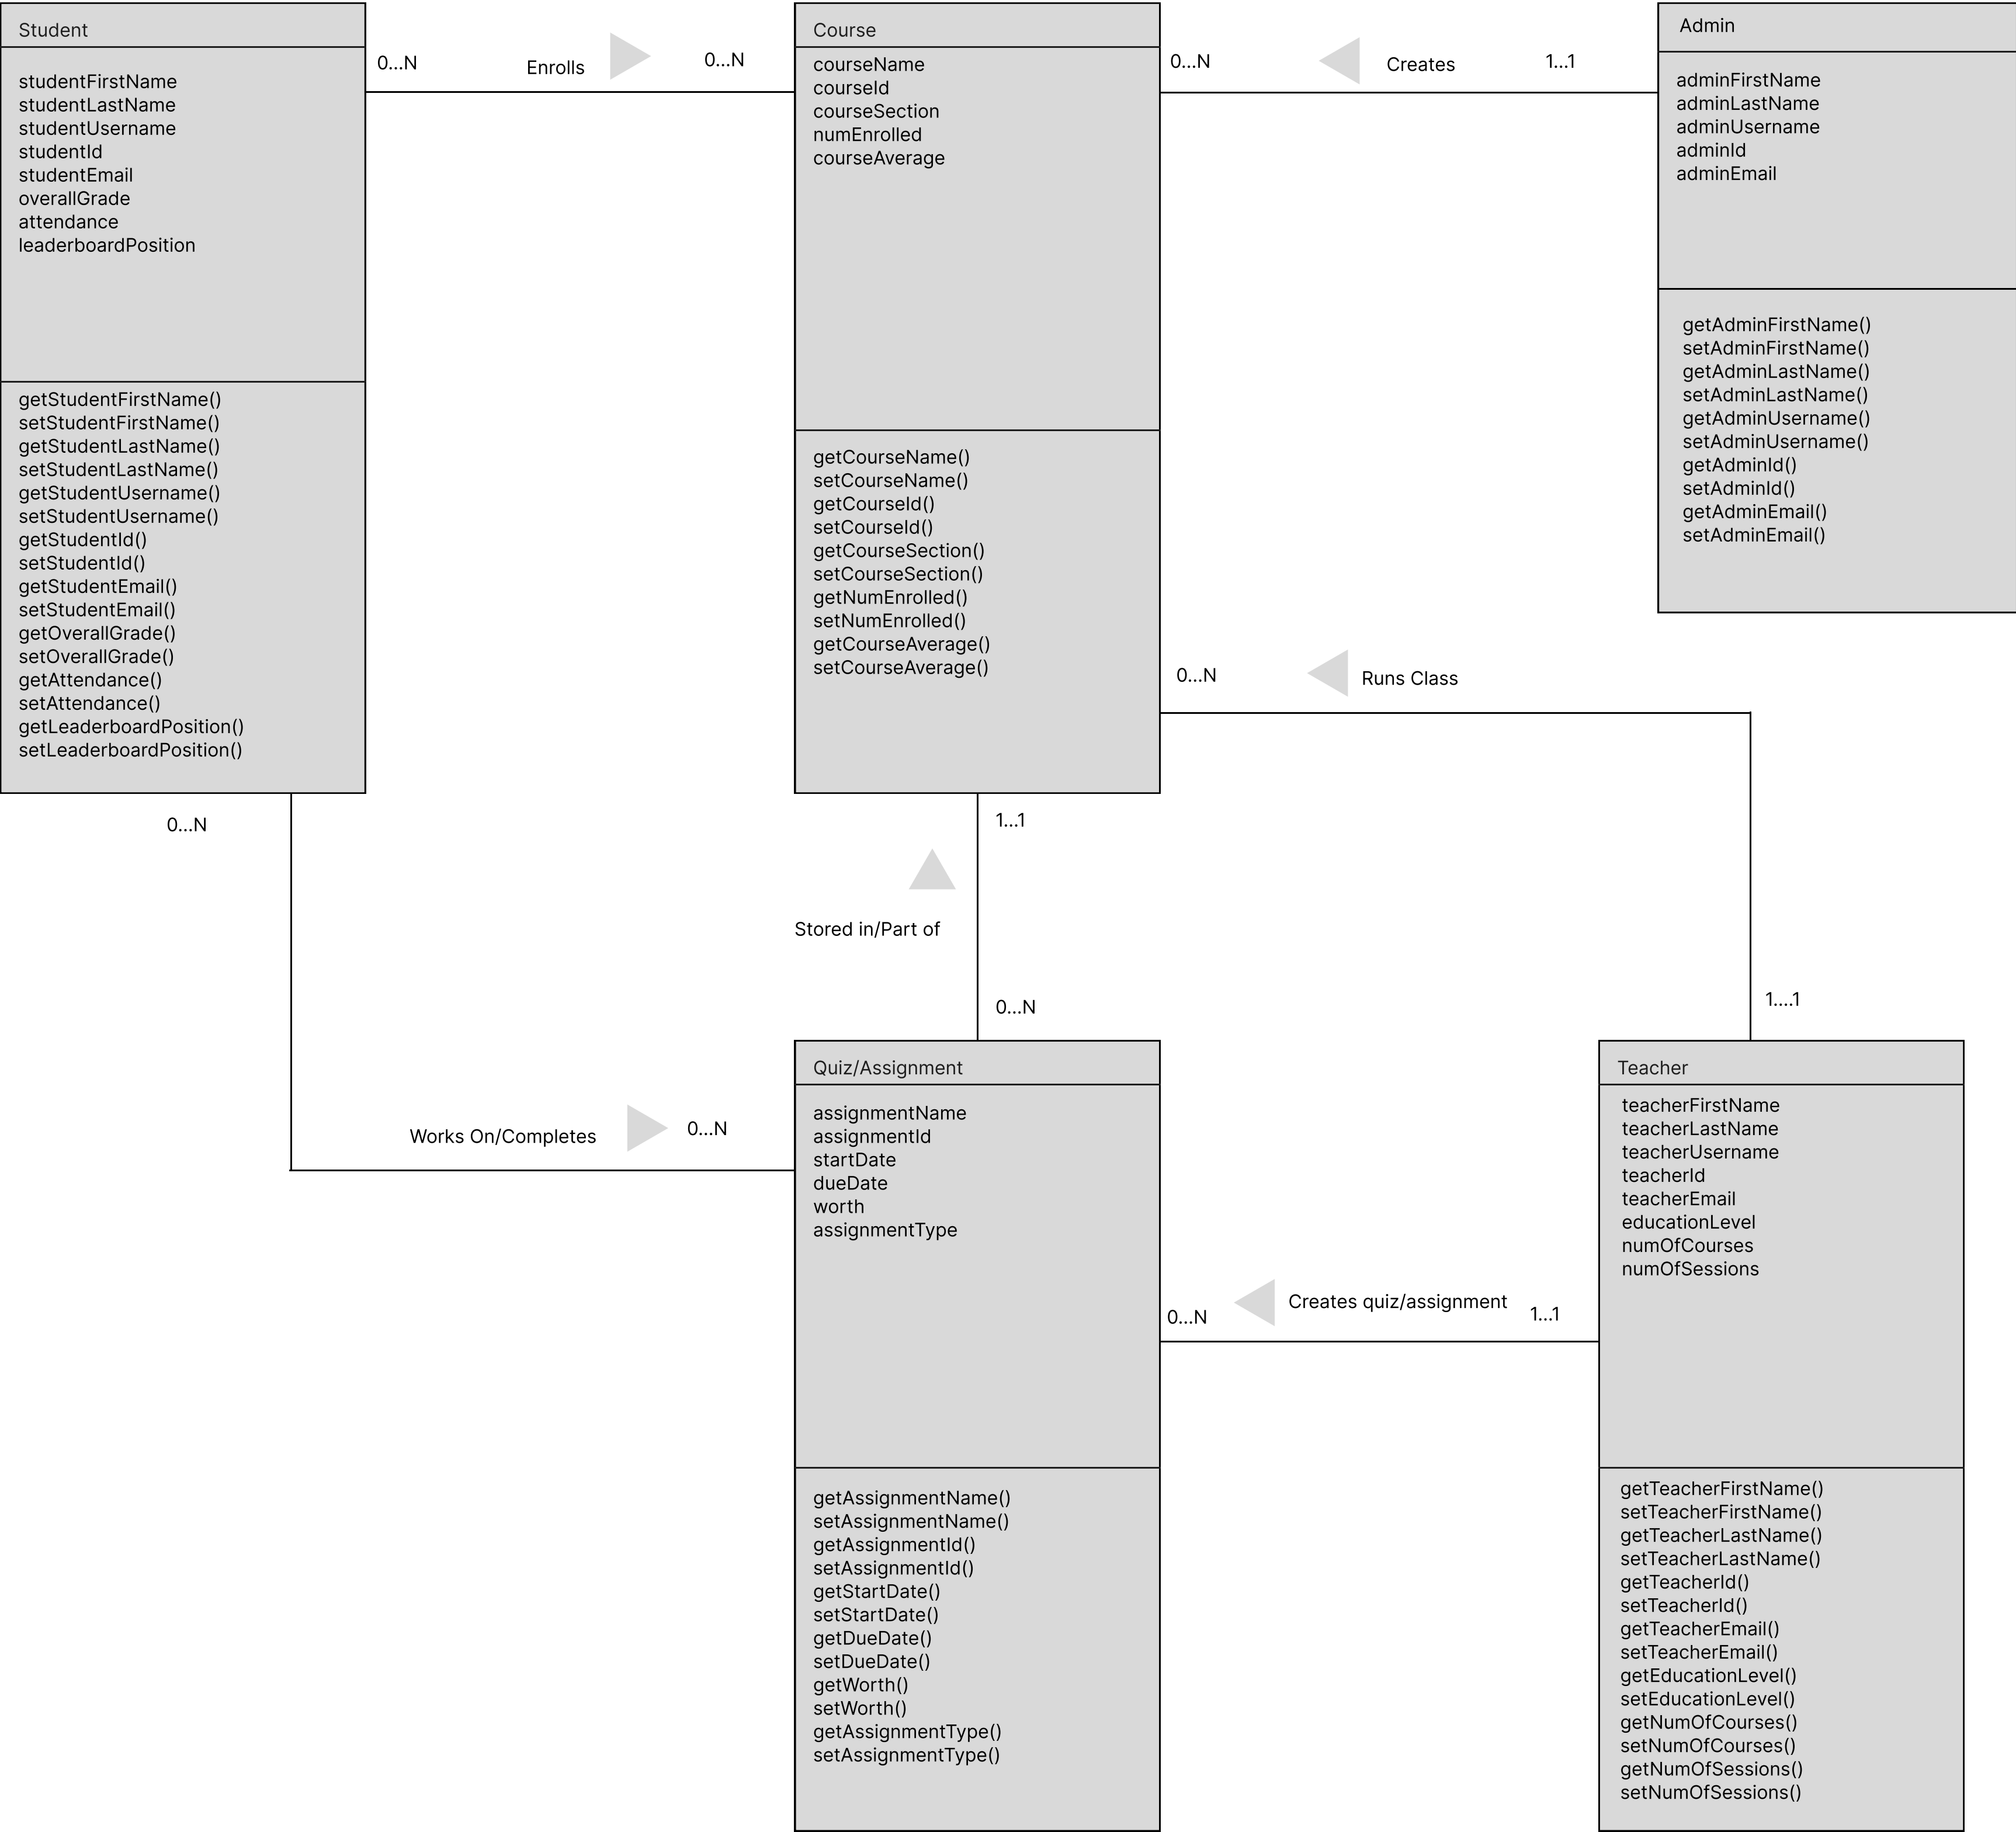 Student
studentFirstName
studentLastName
studentUsername
studentId
studentEmail
overallGrade
attendance
leaderboardPosition
getStudentFirstName()
setStudentFirstName()
getStudentLastName()
setStudentLastName()
getStudentUsername()
setStudentUsername()
getStudentId()
setStudentId()
getStudentEmail()
setStudentEmail()
getOverallGrade()
setOverallGrade()
getAttendance()
setAttendance()
getLeaderboardPosition()
setLeaderboardPosition()
0...N
Enrolls
0...N
Course
courseName
courseId
courseSection
numEnrolled
courseAverage
getCourseName()
setCourseName()
getCourseId()
setCourseId()
getCourseSection()
setCourseSection()
getNumEnrolled()
setNumEnrolled()
getCourseAverage()
setCourseAverage()
0...N
Creates
1...1
Admin
adminFirstName
adminLastName
adminUsername
adminId
adminEmail
getAdminFirstName()
setAdminFirstName()
getAdminLastName()
setAdminLastName()
getAdminUsername()
setAdminUsername()
getAdminId()
setAdminId()
getAdminEmail()
setAdminEmail()
0...N
Runs Class
1....1
0...N
Works On/Completes
0...N
1...1
Stored in/Part of
0...N
Quiz/Assignment
assignmentName
assignmentId
startDate
dueDate
worth
assignmentType
getAssignmentName()
setAssignmentName()
getAssignmentId()
setAssignmentId()
getStartDate()
setStartDate()
getDueDate()
setDueDate()
getWorth()
setWorth()
getAssignmentType()
setAssignmentType()
0...N
Creates quiz/assignment
1...1
Teacher
teacherFirstName
teacherLastName
teacherUsername
teacherId
teacherEmail
educationLevel
numOfCourses
numOfSessions
getTeacherFirstName()
setTeacherFirstName()
getTeacherLastName()
setTeacherLastName()
getTeacherId()
setTeacherId()
getTeacherEmail()
setTeacherEmail()
getEducationLevel()
setEducationLevel()
getNumOfCourses()
setNumOfCourses()
getNumOfSessions()
setNumOfSessions()